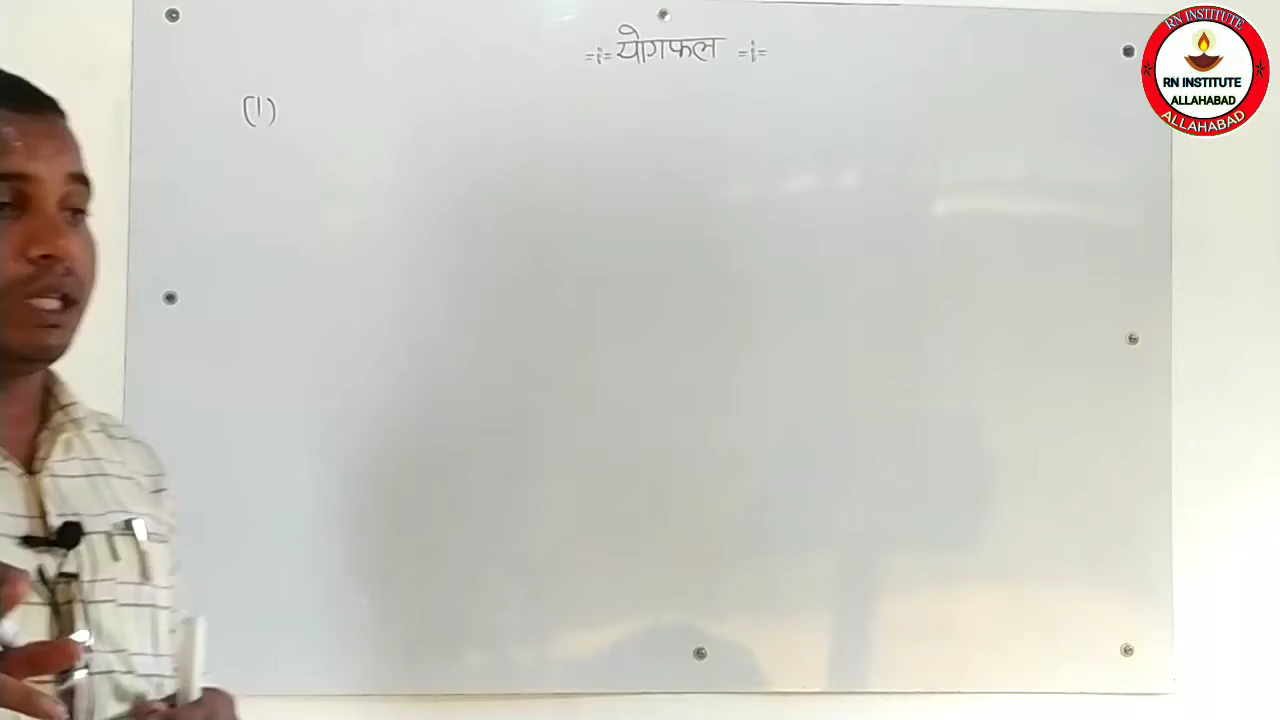 =:= योगफल =:=
(1)
RN INSTITUTE
RN INSTITUTE
ALLAHABAD
ALLAHABAD